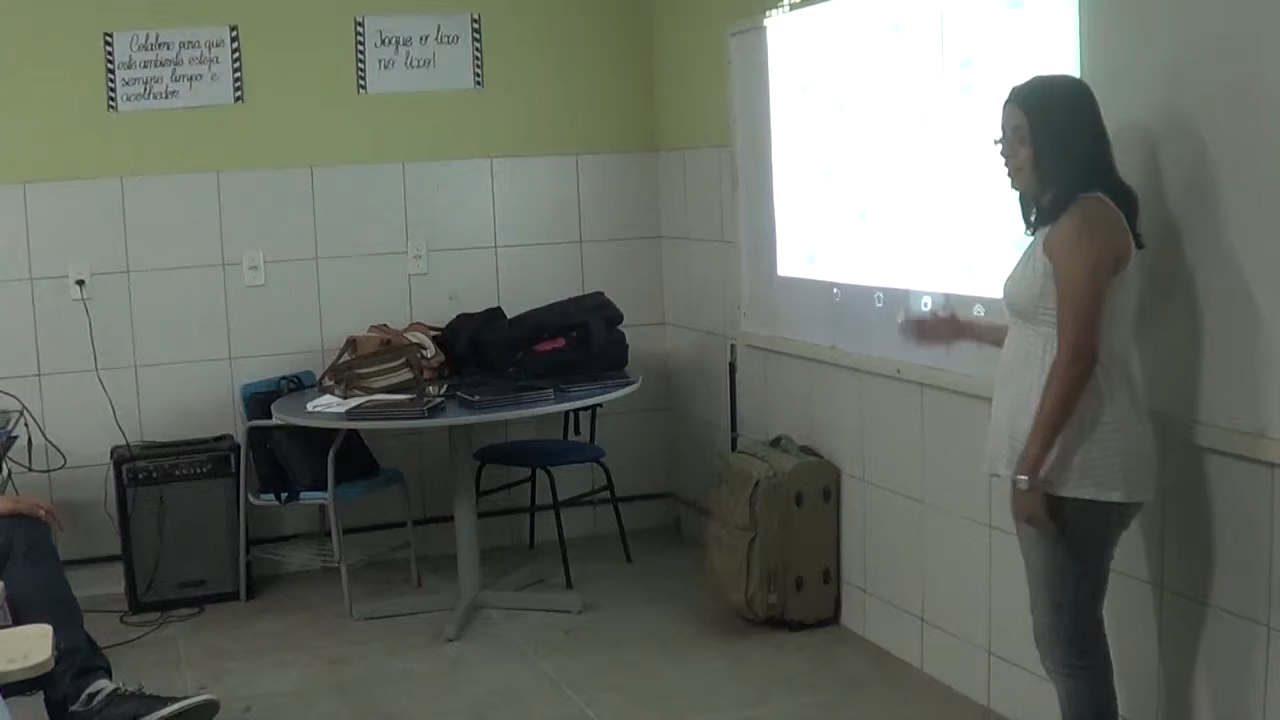 Colabore para que
este ambiente esteja
sempre limpo e
acolhedor.
Jogue o lixo
no lixo!